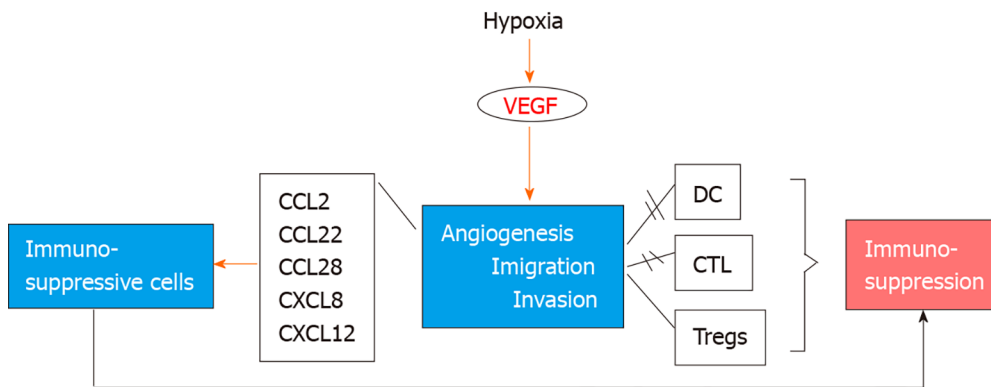 Hypoxia
VEGF
CCL2
CCL22
CCL28
CXCL8
CXCL12
Immuno-
suppressive cells
Angiogenesis
Imigration
Invasion
DC
CTL
Tregs
Immuno-
suppression